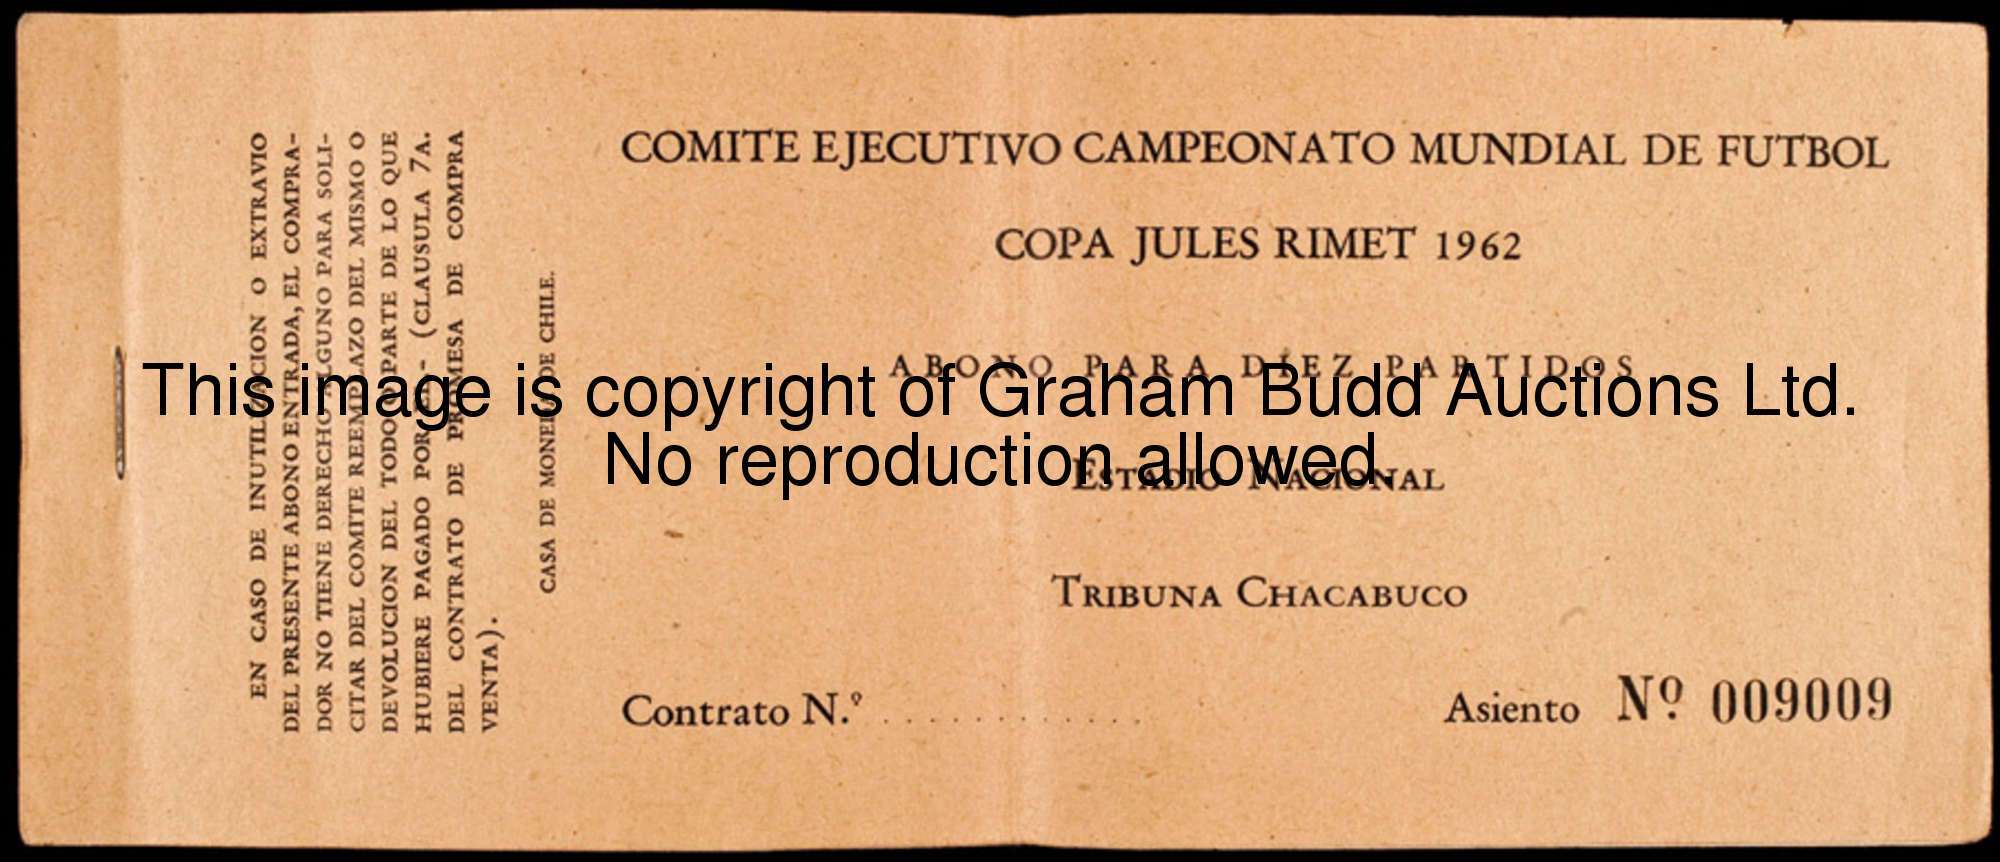 EN CASO DE INUTILIZACION O EXTRAVIO
DEL PRESENTE ABONO ENTRADA, EL COMPRA-
DOR NO TIENE DERECHO ALGUNO PARA SOLI-
CITAR DEL COMITE REEMPLAZO DEL MISMO O
DEVOLUCION DEL TODO O PARTE DE LO QUE
HUBIERE PAGADO POR EL.- (CLAUSULA 7A.
DEL CONTRATO DE PROMESA DE COMPRA
VENTA).
CASA DE MONEDA DE CHILE.
COMITE EJECUTIVO CAMPEONATO MUNDIAL DE FUTBOL
COPA JULES RIMET 1962
ABONO PARA DIEZ PARTIDOS
ESTADIO NACIONAL
TRIBUNA CHACABUCO
Contrato N.º . . . . . . . . . . . .
Asiento Nº 009009
This image is copyright of Graham Budd Auctions Ltd.
No reproduction allowed.